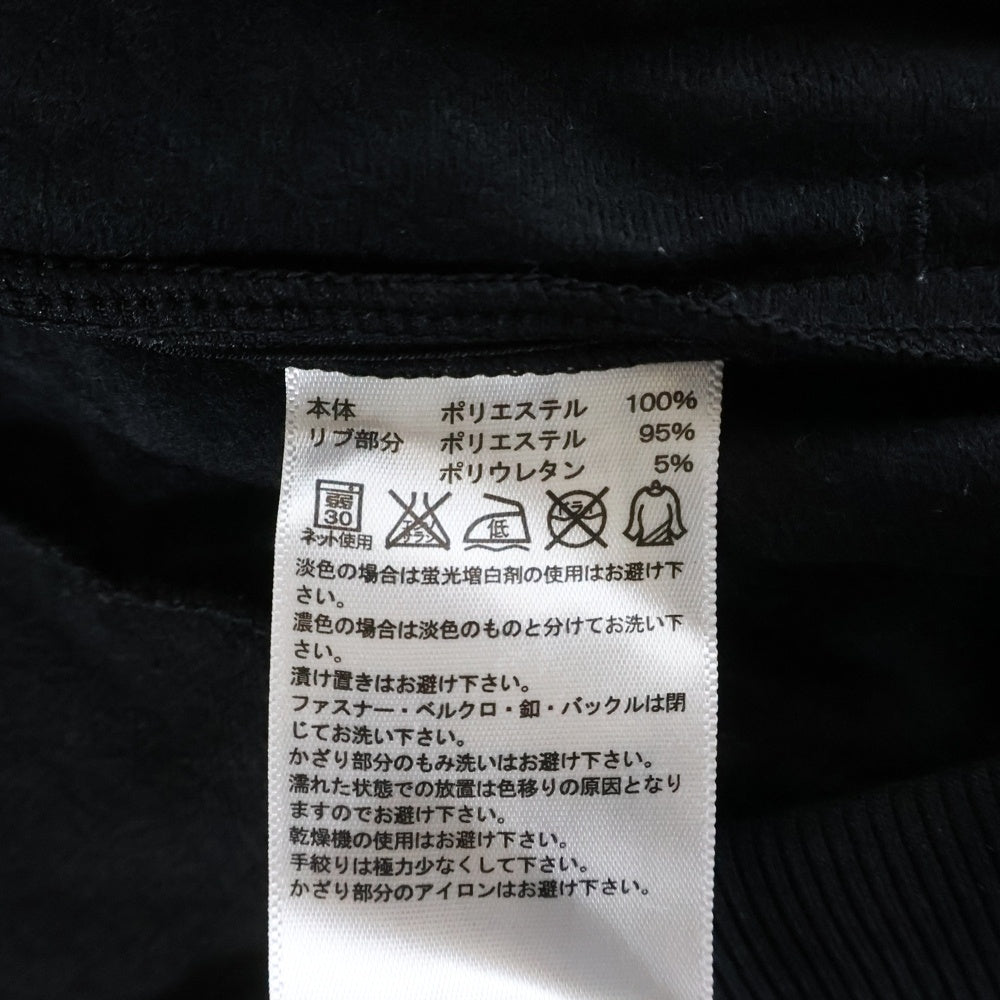 本体 ポリエステル 100%
リブ部分 ポリエステル 95%
ポリウレタン 5%
弱
30
ネット使用
エンソ
サラシ
低
ドライ
淡色の場合は蛍光増白剤の使用はお避け下
さい。
濃色の場合は淡色のものと分けてお洗い下
さい。
漬け置きはお避け下さい。
ファスナー・ベルクロ・釦・バックルは閉
じてお洗い下さい。
かざり部分のもみ洗いはお避け下さい。
濡れた状態での放置は色移りの原因となり
ますのでお避け下さい。
乾燥機の使用はお避け下さい。
手絞りは極力少なくして下さい。
かざり部分のアイロンはお避け下さい。